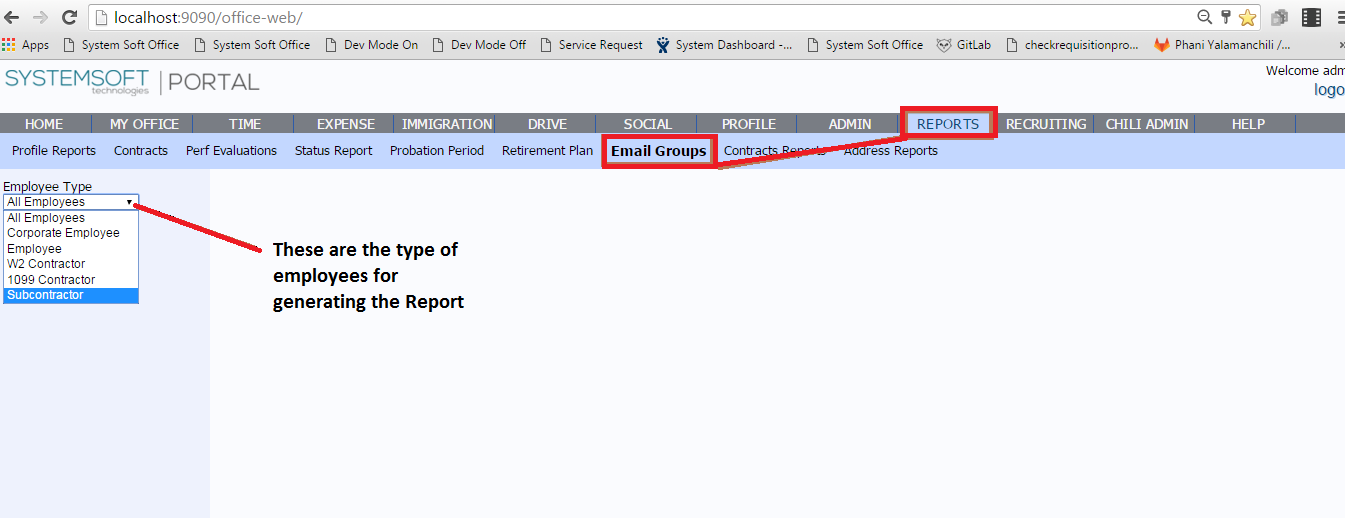 localhost:9090/office-web/
Apps System Soft Office System Soft Office Dev Mode On Dev Mode Off Service Request System Dashboard -... System Soft Office GitLab checkrequisitionpro... Phani Yalamanchili /... »
SYSTEMSOFT technologies | PORTAL
Welcome adm
logo
HOME MY OFFICE TIME EXPENSE IMMIGRATION DRIVE SOCIAL PROFILE ADMIN REPORTS RECRUITING CHILI ADMIN HELP
Profile Reports Contracts Perf Evaluations Status Report Probation Period Retirement Plan Email Groups Contracts Reports Address Reports
Employee Type
All Employees
All Employees
Corporate Employee
Employee
W2 Contractor
1099 Contractor
Subcontractor
These are the type of
employees for
generating the Report